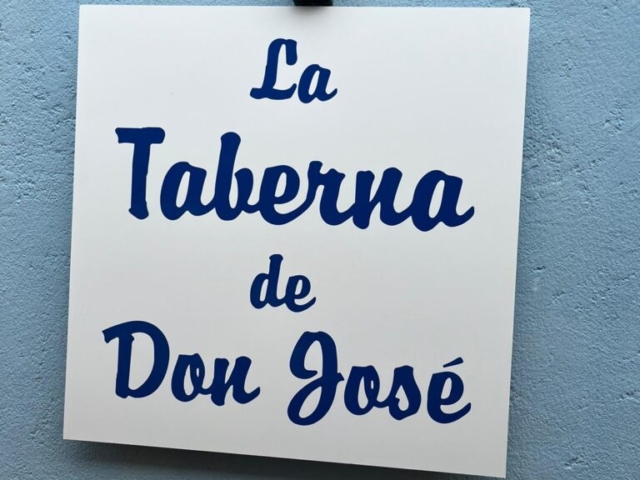 La
Taberna
de
Don José